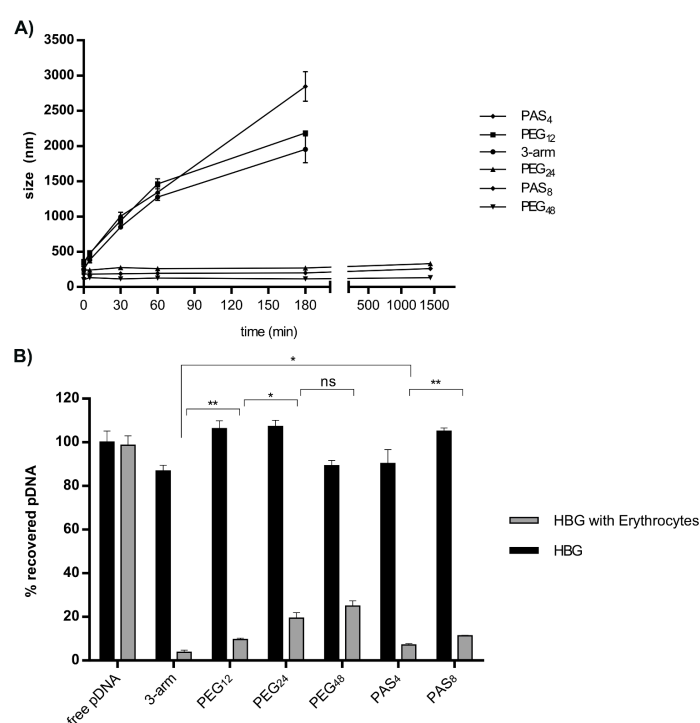 A)
size (nm)
3500
3000
2500
2000
1500
1000
500
0
0 30 60 90 120 150 180 500 1000 1500
time (min)
PAS4
PEG12
3-arm
PEG24
PAS8
PEG48
B)
*
** * ns **
% recovered pDNA
120
100
80
60
40
20
0
free pDNA 3-arm PEG12 PEG24 PEG48 PAS4 PAS8
HBG with Erythrocytes
HBG